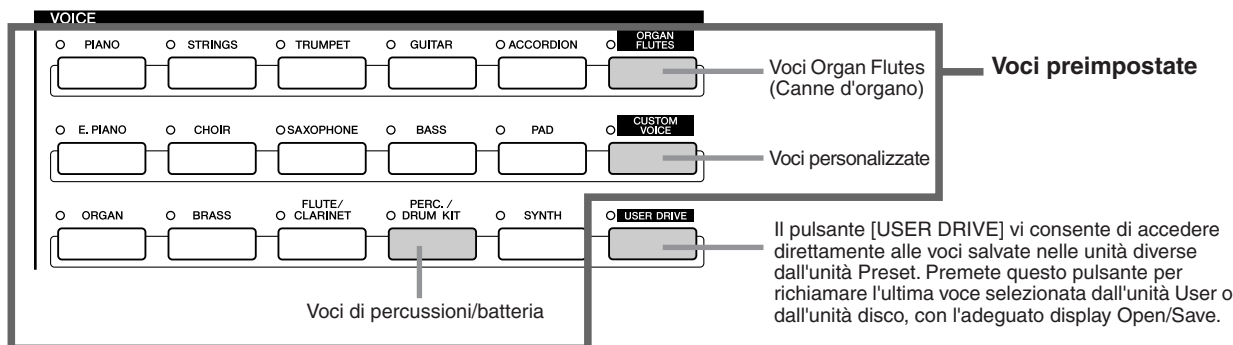 VOICE
PIANO STRINGS TRUMPET GUITAR ACCORDION ORGAN FLUTES
Voci Organ Flutes
(Canne d'organo)
Voci preimpostate
E. PIANO CHOIR SAXOPHONE BASS PAD CUSTOM VOICE
Voci personalizzate
ORGAN BRASS FLUTE/ CLARINET PERC. / DRUM KIT SYNTH USER DRIVE
Il pulsante [USER DRIVE] vi consente di accedere
direttamente alle voci salvate nelle unità diverse
dall'unità Preset. Premete questo pulsante per
richiamare l'ultima voce selezionata dall'unità User o
dall'unità disco, con l'adeguato display Open/Save.
Voci di percussioni/batteria